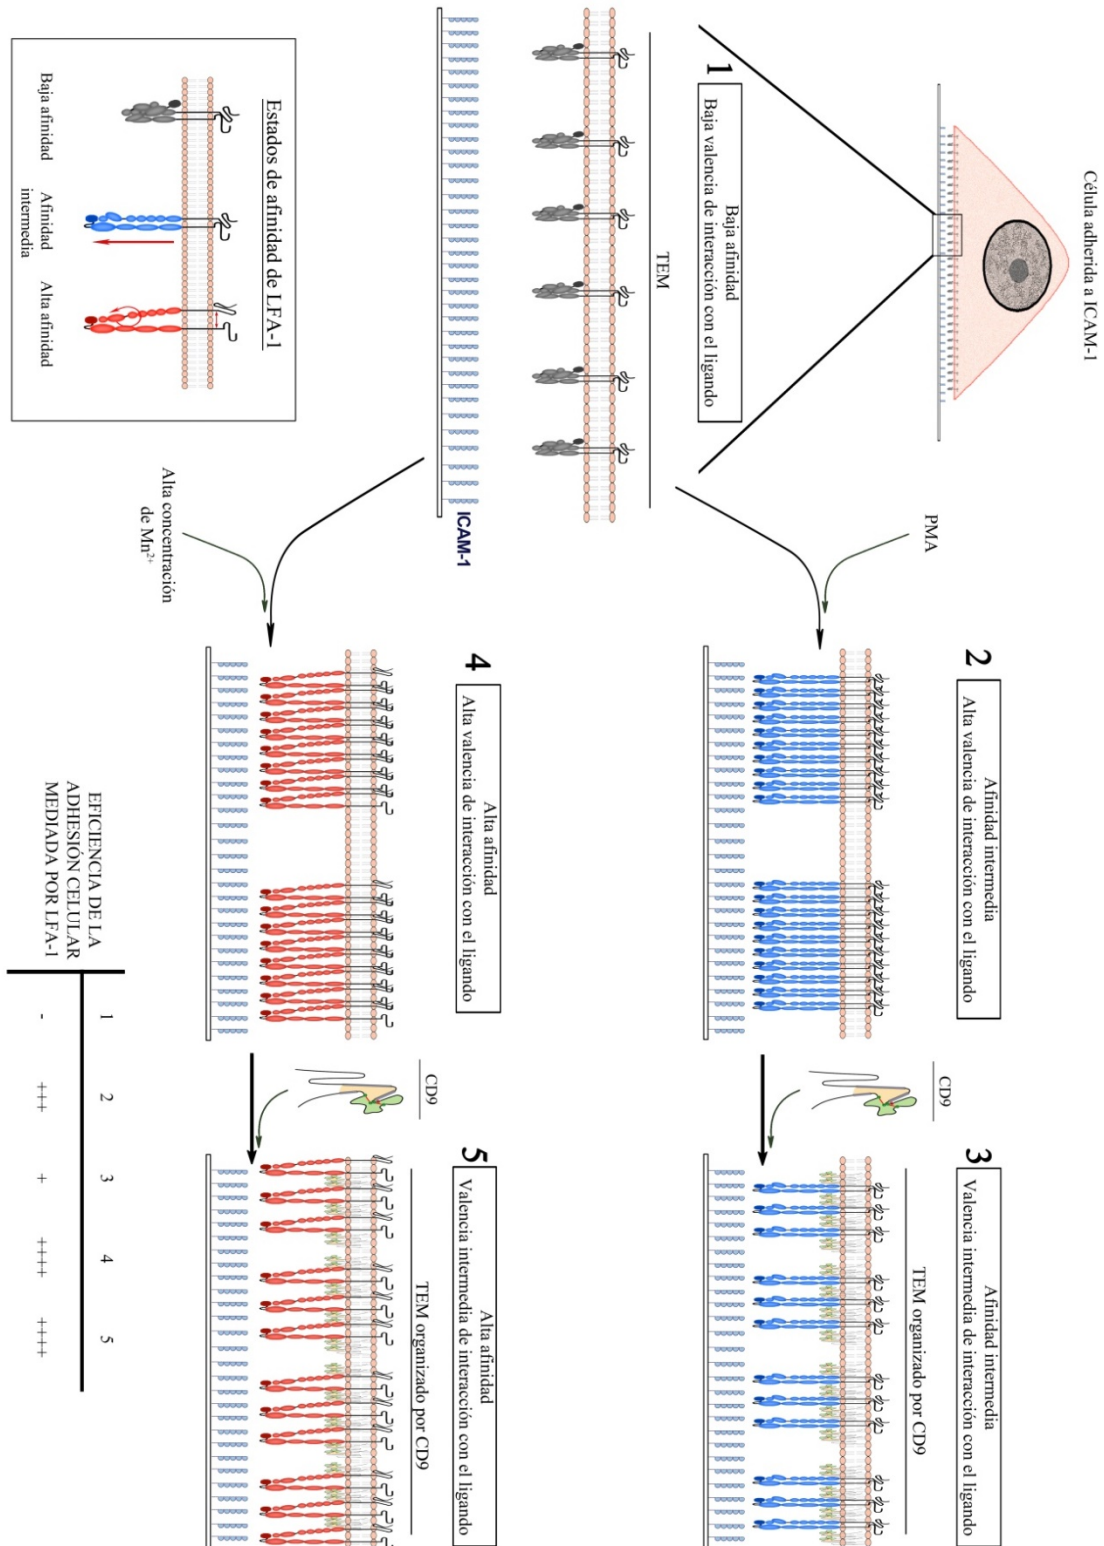 Célula adherida a ICAM-1
1
Baja afinidad
Baja valencia de interacción con el ligando
TEM
ICAM-1
Estados de afinidad de LFA-1
Baja afinidad
Afinidad
intermedia
Alta afinidad
PMA
Alta concentración
de Mn²⁺
2
Afinidad intermedia
Alta valencia de interacción con el ligando
CD9
3
Afinidad intermedia
Valencia intermedia de interacción con el ligando
TEM organizado por CD9
4
Alta afinidad
Alta valencia de interacción con el ligando
CD9
5
Alta afinidad
Valencia intermedia de interacción con el ligando
TEM organizado por CD9
EFICIENCIA DE LA
ADHESIÓN CELULAR
MEDIADA POR LFA-1
1 2 3 4 5
- +++ + ++++ ++++